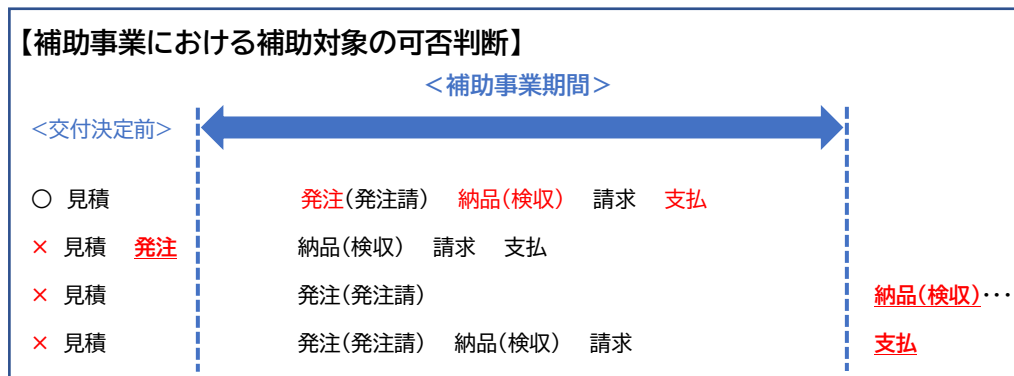 【補助事業における補助対象の可否判断】
＜補助事業期間＞
＜交付決定前＞
○ 見積 発注(発注請) 納品(検収) 請求 支払
× 見積 発注 納品(検収) 請求 支払
× 見積 発注(発注請) 納品(検収)･･･
× 見積 発注(発注請) 納品(検収) 請求 支払